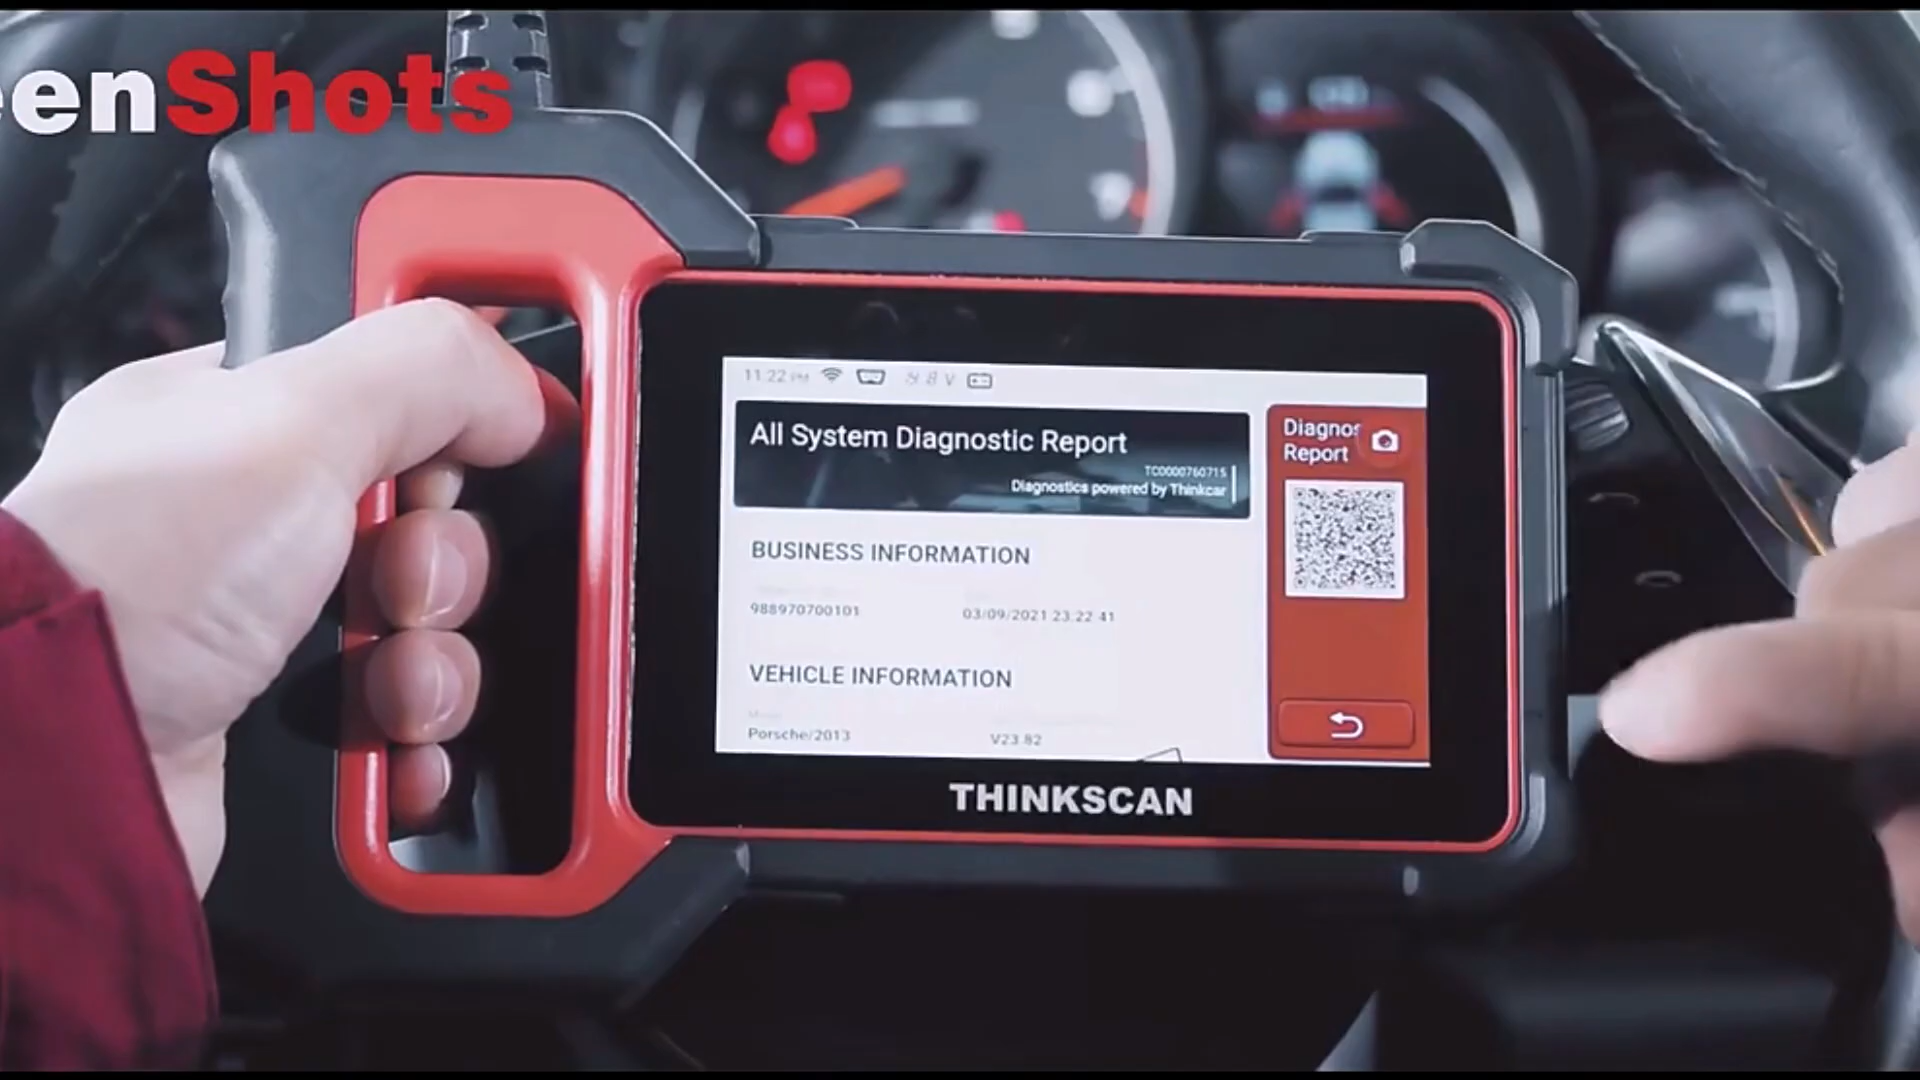 eenShots
11:22 PM
All System Diagnostic Report
TC0000760715
Diagnostics powered by Thinkcar
Diagnos
Report
BUSINESS INFORMATION
988970700101
03/09/2021 23:22:41
VEHICLE INFORMATION
Porsche/2013
V23.82
THINKSCAN